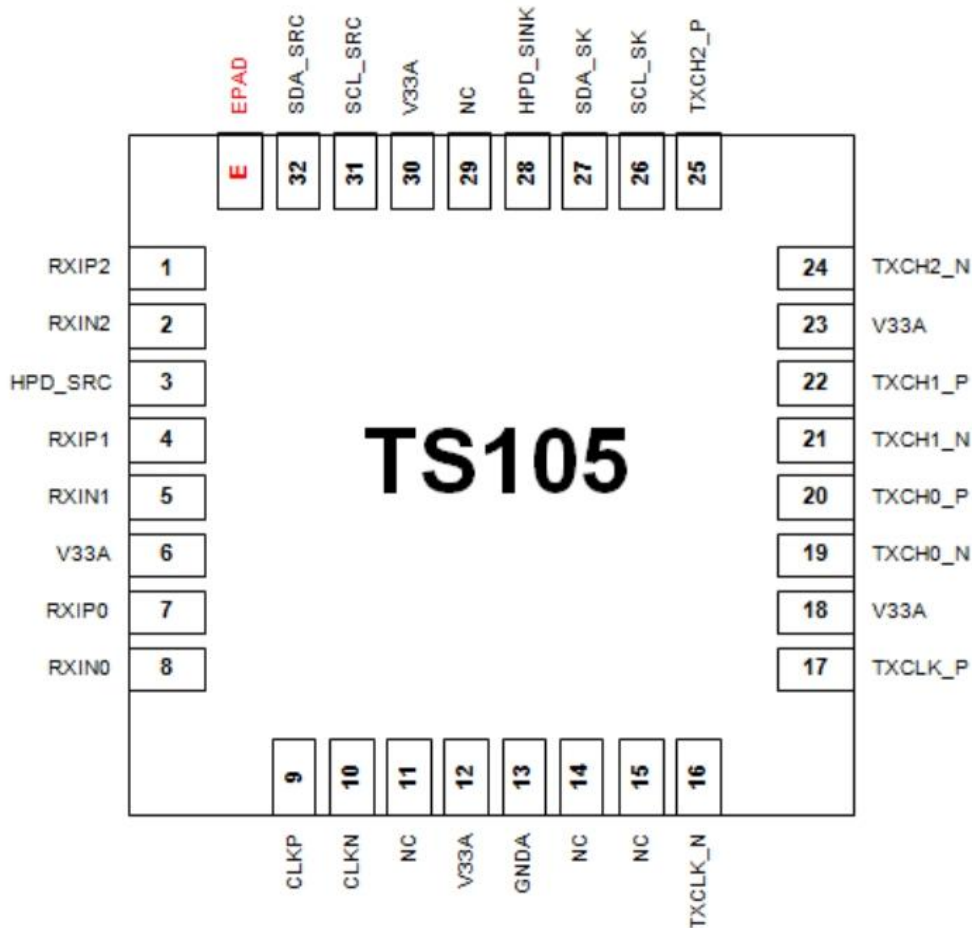 EPAD
SDA_SRC
SCL_SRC
V33A
NC
HPD_SINK
SDA_SK
SCL_SK
TXCH2_P
E
32
31
30
29
28
27
26
25
RXIP2 1
RXIN2 2
HPD_SRC 3
RXIP1 4
RXIN1 5
V33A 6
RXIP0 7
RXIN0 8
TS105
24 TXCH2_N
23 V33A
22 TXCH1_P
21 TXCH1_N
20 TXCH0_P
19 TXCH0_N
18 V33A
17 TXCLK_P
9
10
11
12
13
14
15
16
CLKP
CLKN
NC
V33A
GNDA
NC
NC
TXCLK_N